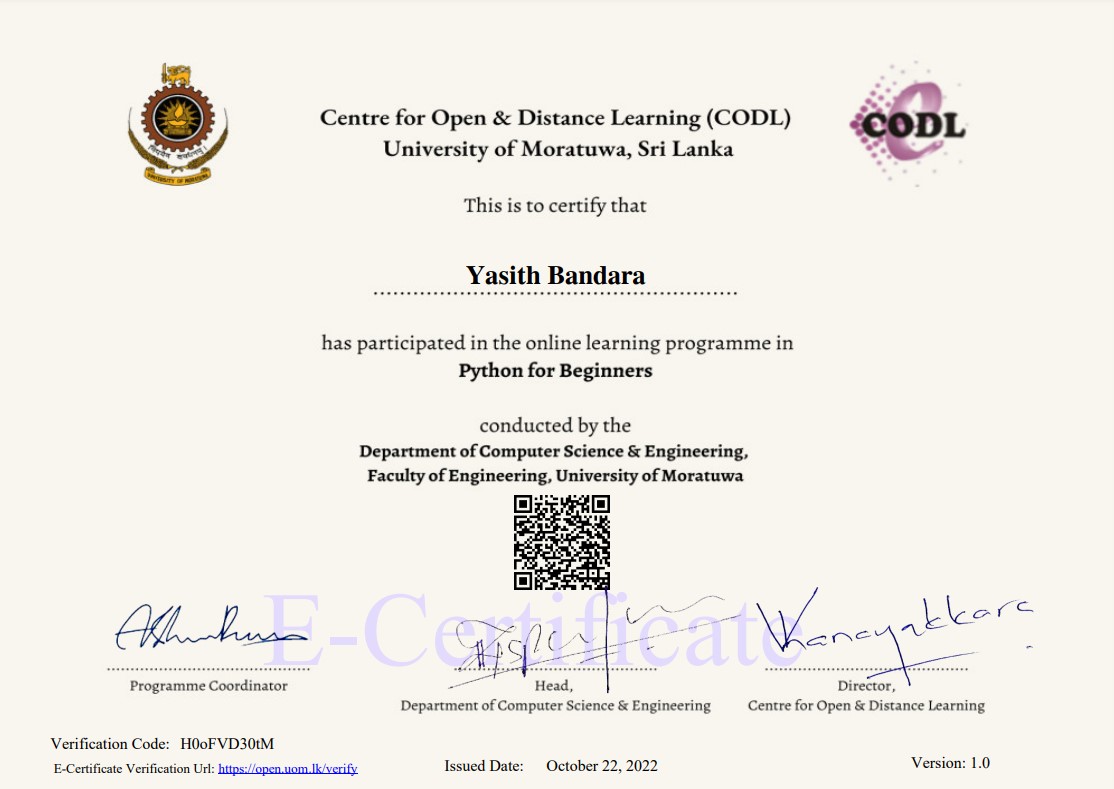 Centre for Open & Distance Learning (CODL)
University of Moratuwa, Sri Lanka
CODL
UNIVERSITY OF MORATUWA
This is to certify that
Yasith Bandara
has participated in the online learning programme in
Python for Beginners
conducted by the
Department of Computer Science & Engineering,
Faculty of Engineering, University of Moratuwa
E-Certificate
Programme Coordinator
Head,
Department of Computer Science & Engineering
Director,
Centre for Open & Distance Learning
Verification Code: H0oFVD30tM
E-Certificate Verification Url: https://open.uom.lk/verify
Issued Date: October 22, 2022
Version: 1.0